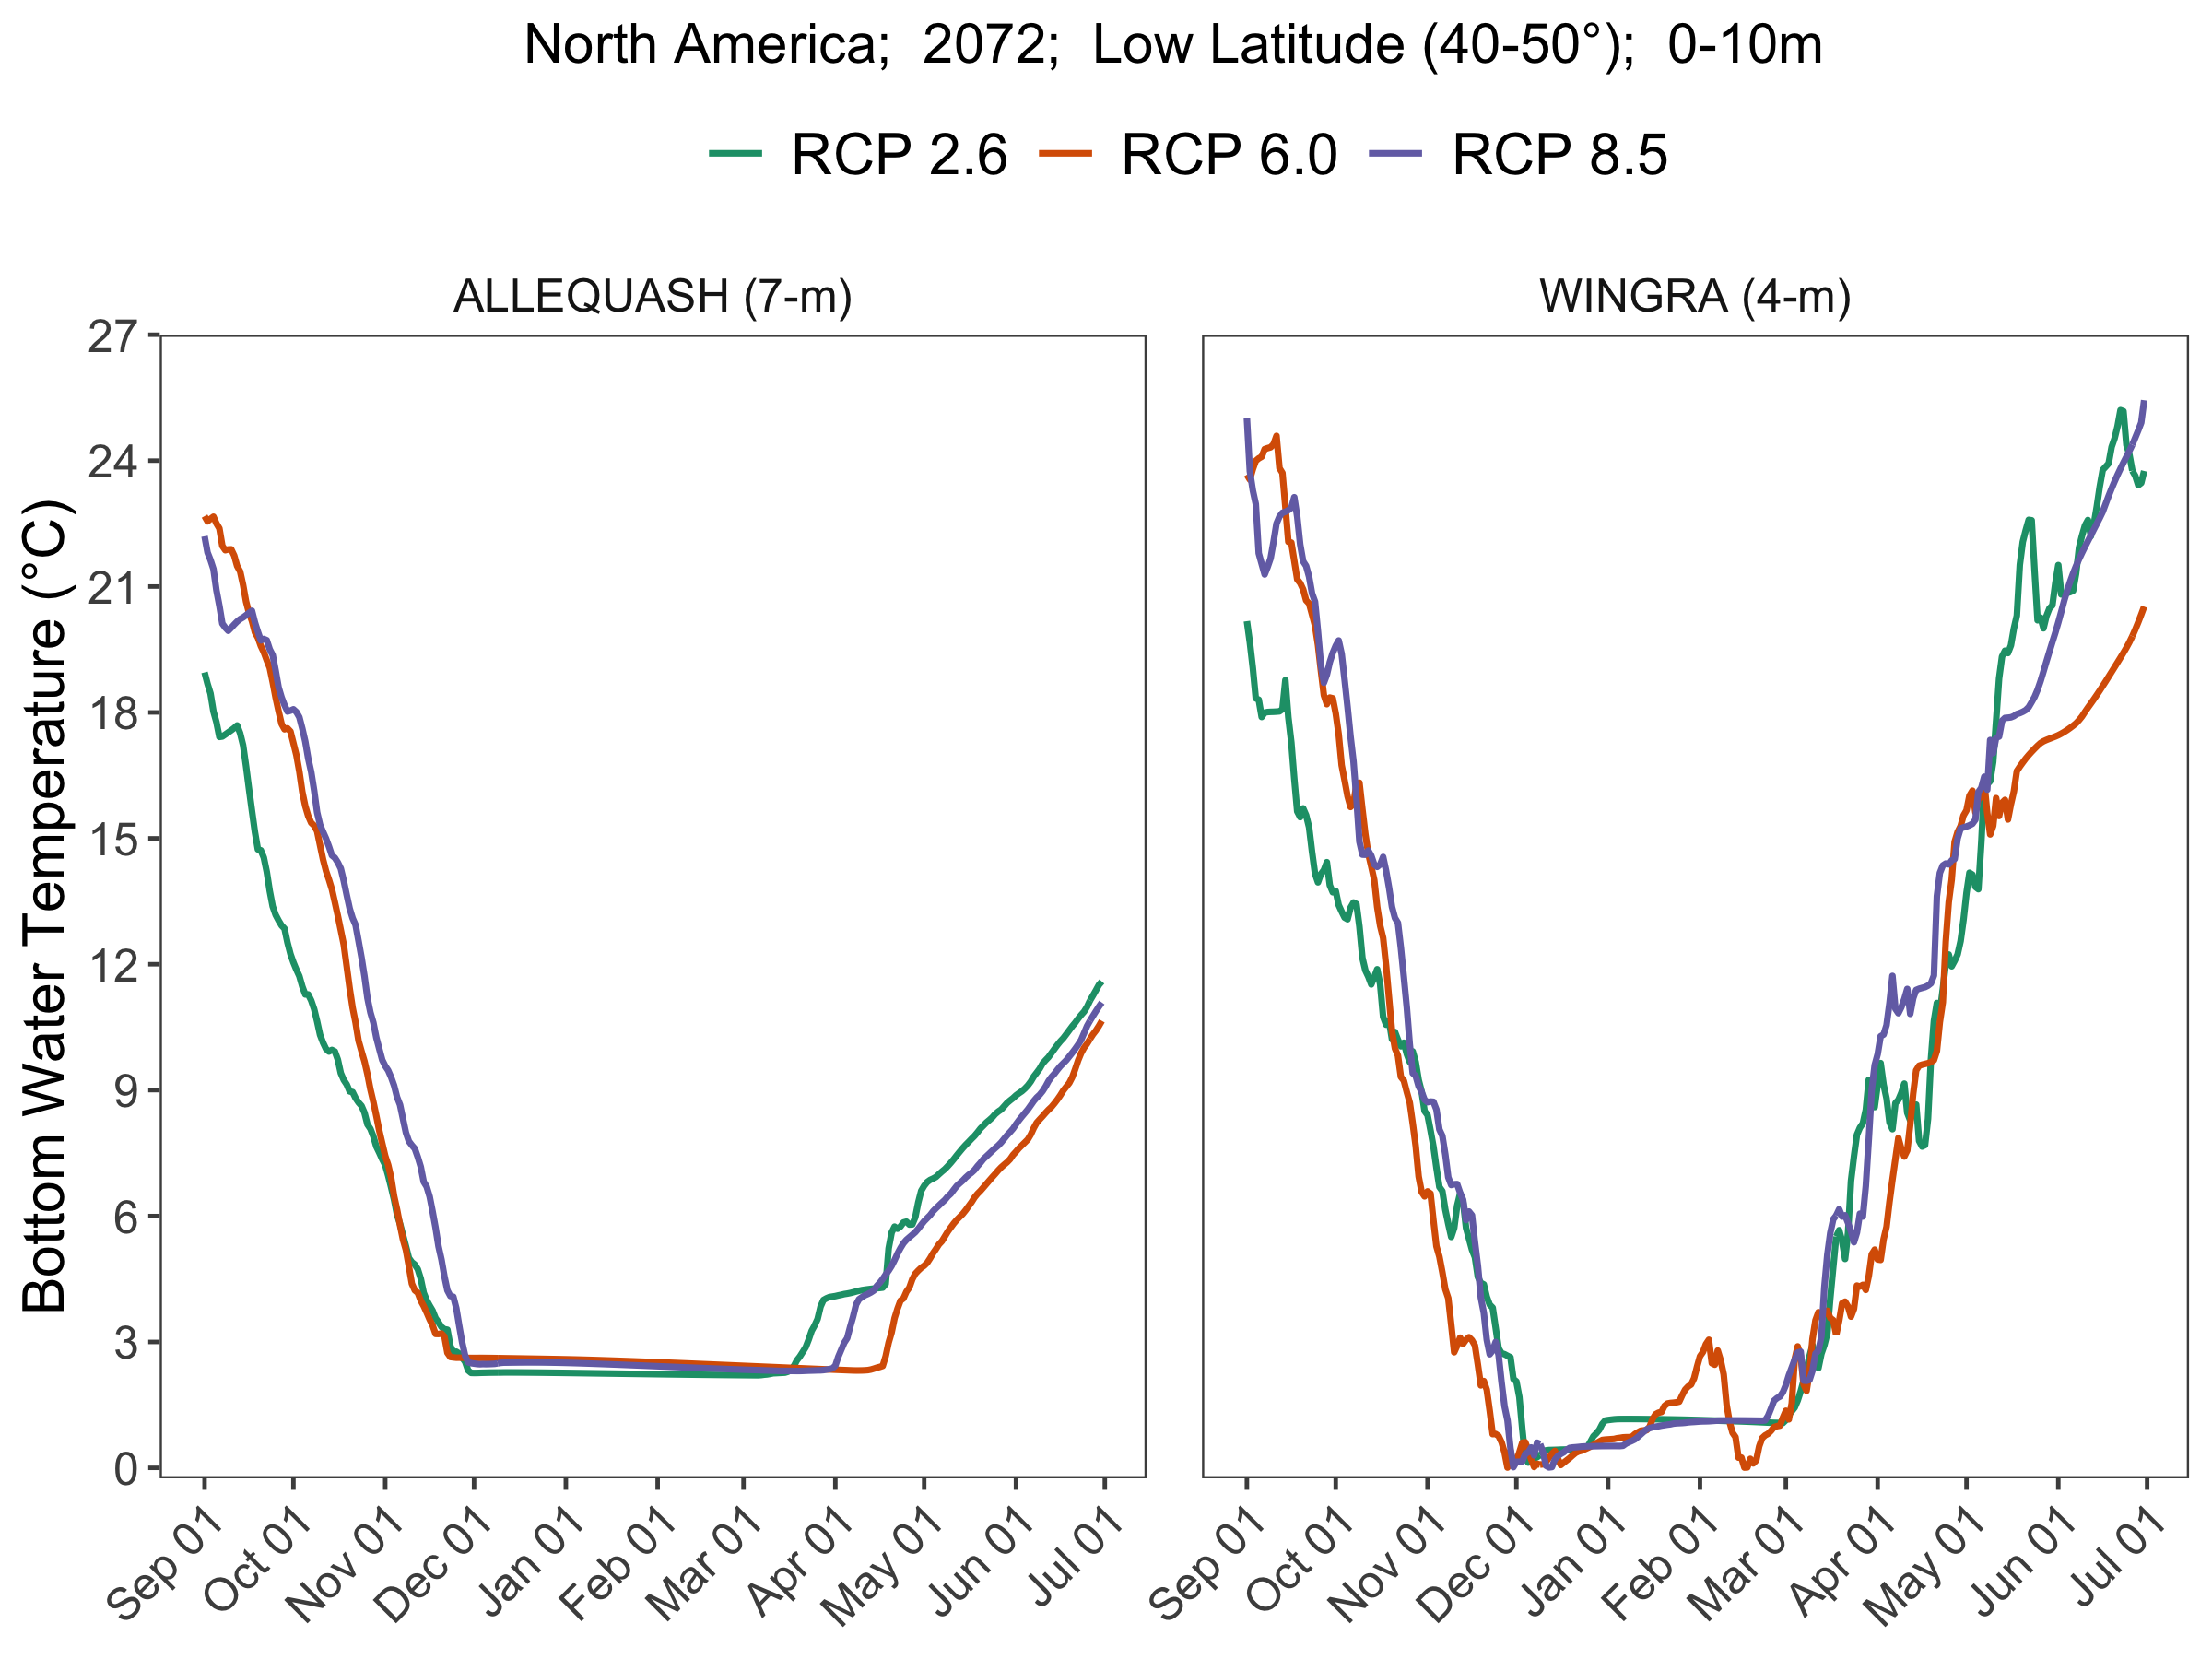 North America; 2072; Low Latitude (40-50°); 0-10m
RCP 2.6 RCP 6.0 RCP 8.5
ALLEQUASH (7-m) WINGRA (4-m)
Bottom Water Temperature (°C)
27
24
21
18
15
12
9
6
3
0
Sep 01 Oct 01 Nov 01 Dec 01 Jan 01 Feb 01 Mar 01 Apr 01 May 01 Jun 01 Jul 01 Sep 01 Oct 01 Nov 01 Dec 01 Jan 01 Feb 01 Mar 01 Apr 01 May 01 Jun 01 Jul 01